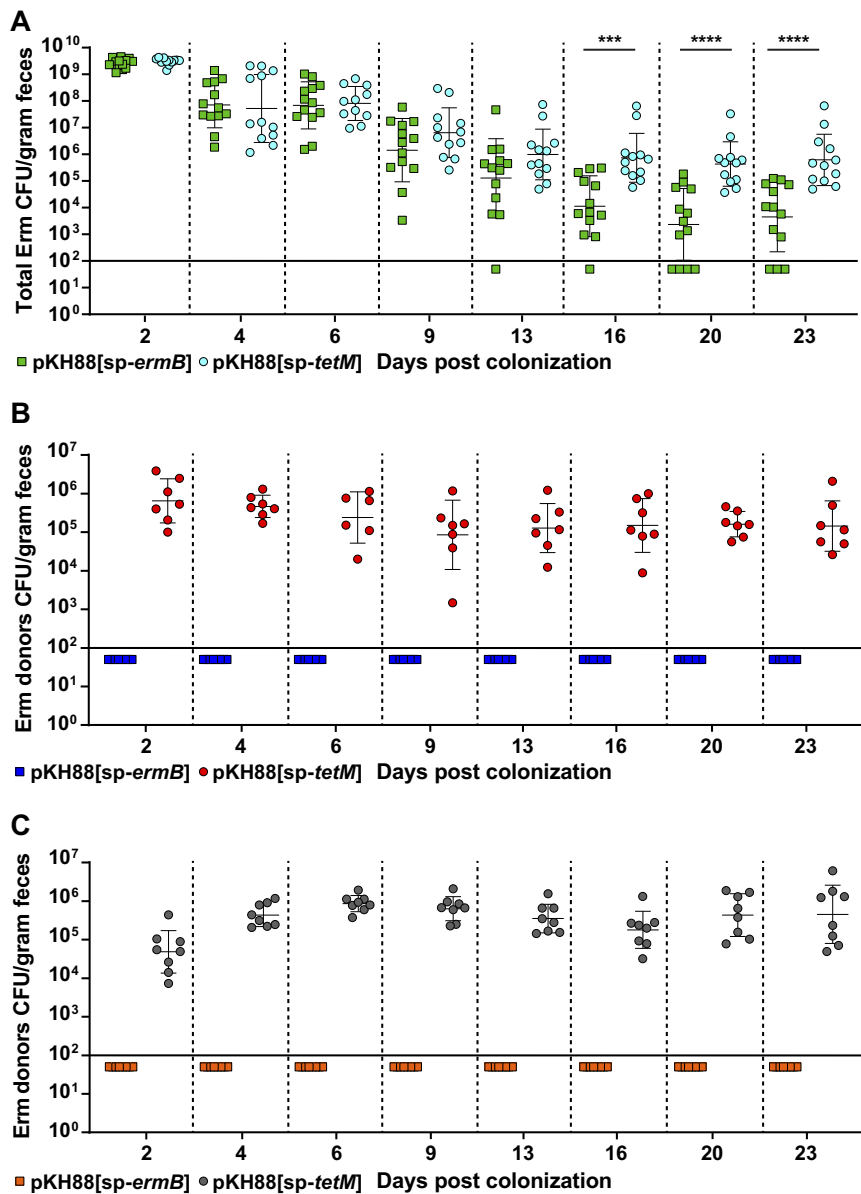 A
*** **** ****
10^10
10^9
10^8
10^7
10^6
10^5
10^4
10^3
10^2
10^1
10^0
Total Erm CFU/gram feces
2 4 6 9 13 16 20 23
pKH88[sp-ermB] pKH88[sp-tetM] Days post colonization
B
10^7
10^6
10^5
10^4
10^3
10^2
10^1
10^0
Erm donors CFU/gram feces
2 4 6 9 13 16 20 23
pKH88[sp-ermB] pKH88[sp-tetM] Days post colonization
C
10^7
10^6
10^5
10^4
10^3
10^2
10^1
10^0
Erm donors CFU/gram feces
2 4 6 9 13 16 20 23
pKH88[sp-ermB] pKH88[sp-tetM] Days post colonization